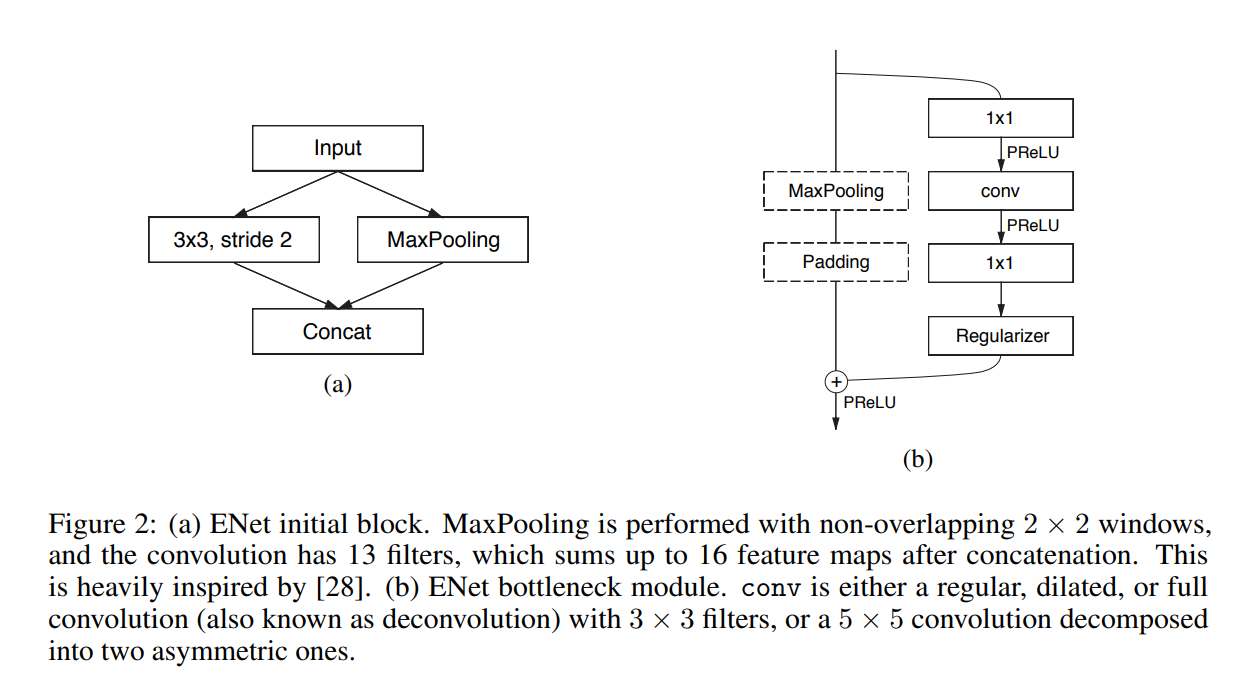 Input
3x3, stride 2
MaxPooling
Concat
(a)
1x1
PReLU
MaxPooling
conv
PReLU
Padding
1x1
Regularizer
+
PReLU
(b)
Figure 2: (a) ENet initial block. MaxPooling is performed with non-overlapping 2 × 2 windows,
and the convolution has 13 filters, which sums up to 16 feature maps after concatenation. This
is heavily inspired by [28]. (b) ENet bottleneck module. conv is either a regular, dilated, or full
convolution (also known as deconvolution) with 3 × 3 filters, or a 5 × 5 convolution decomposed
into two asymmetric ones.